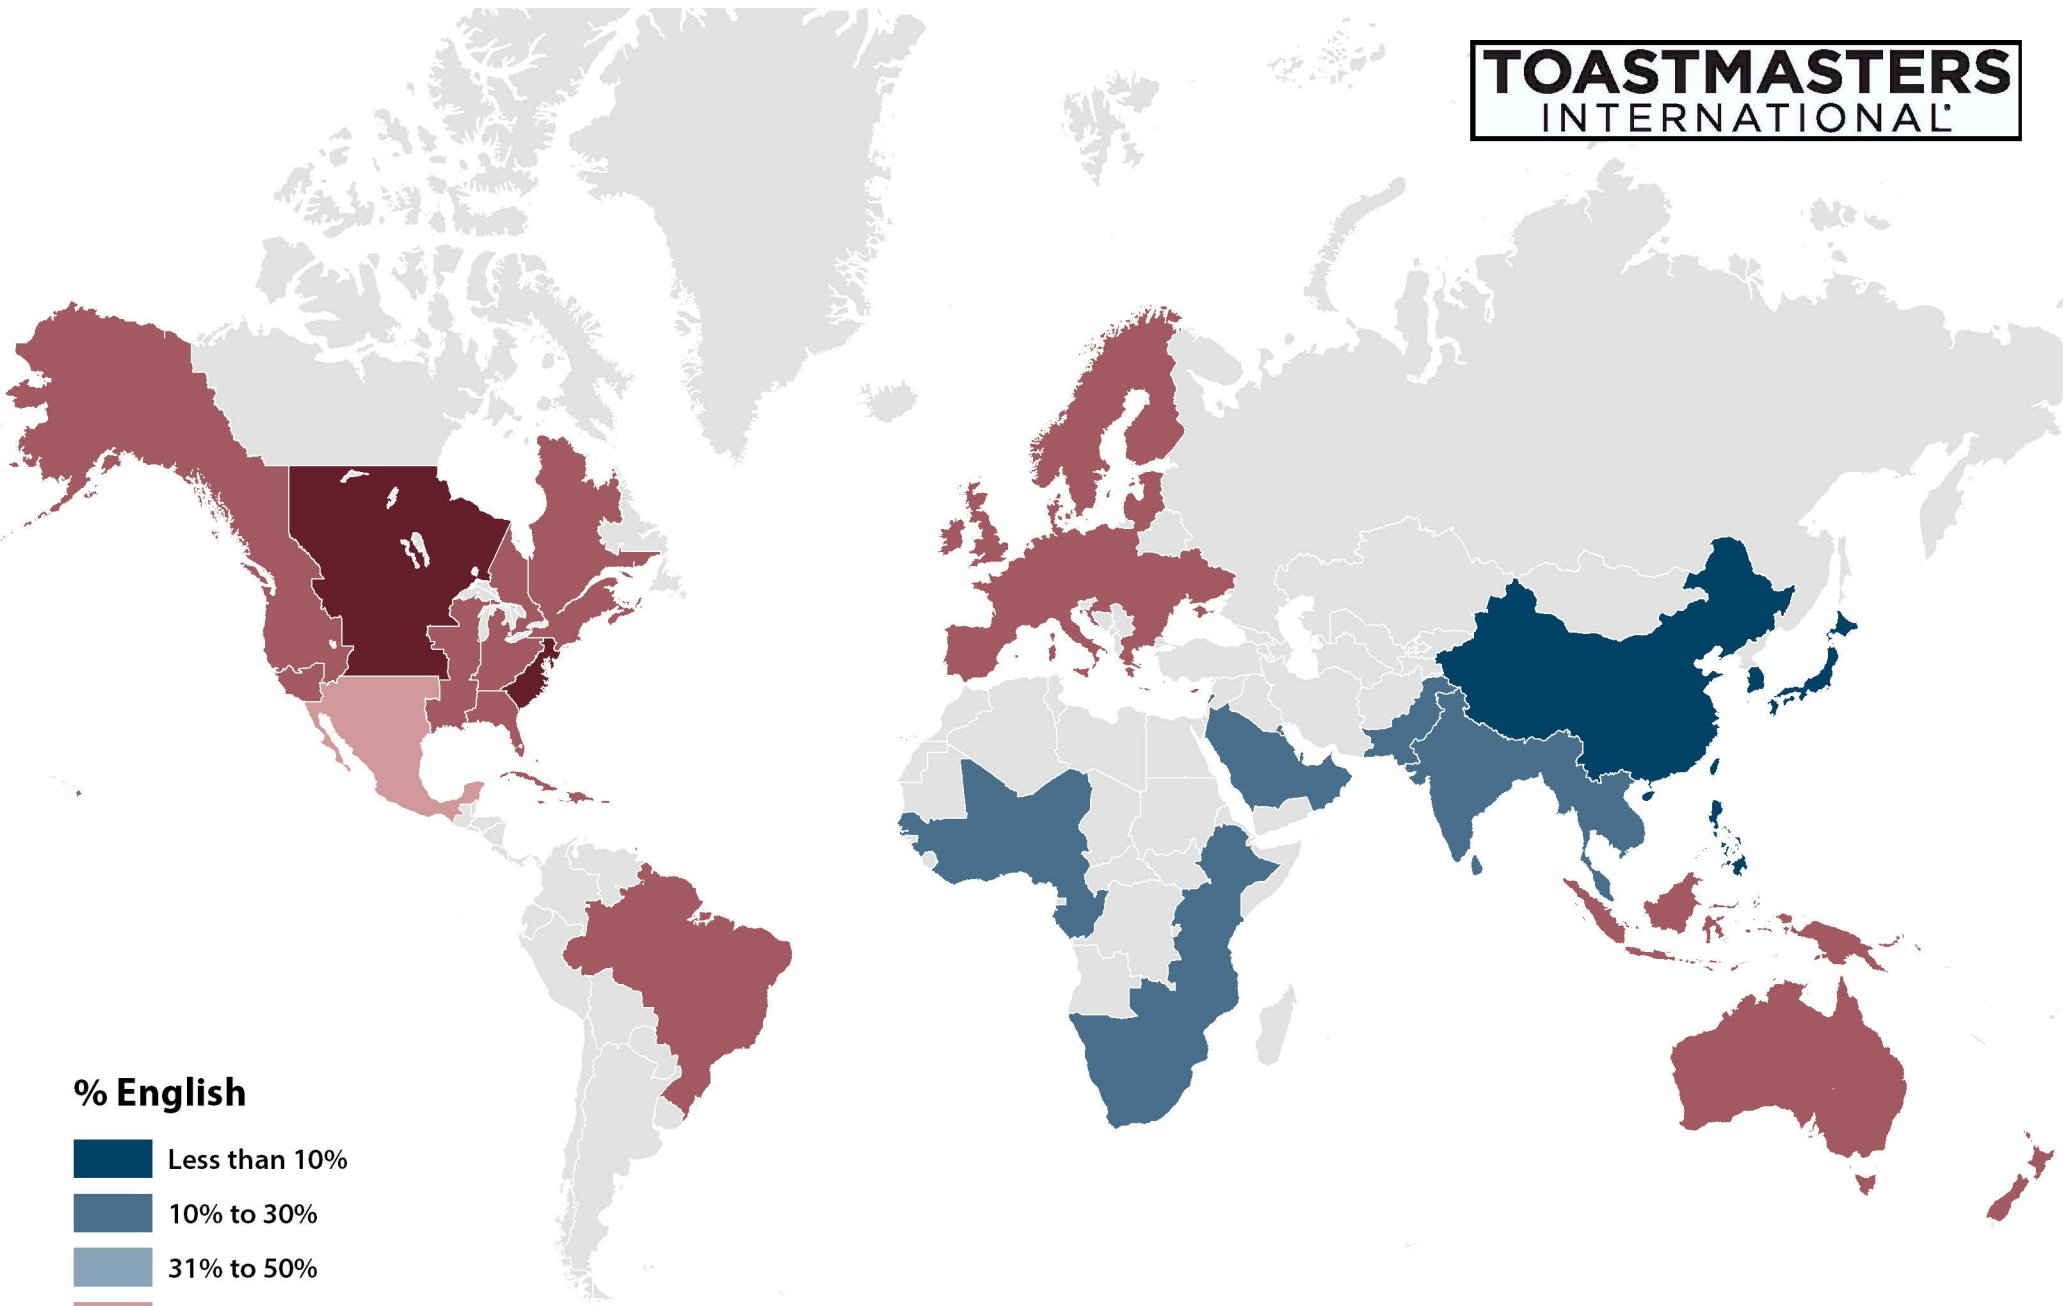 TOASTMASTERS
INTERNATIONAL®
% English
Less than 10%
10% to 30%
31% to 50%